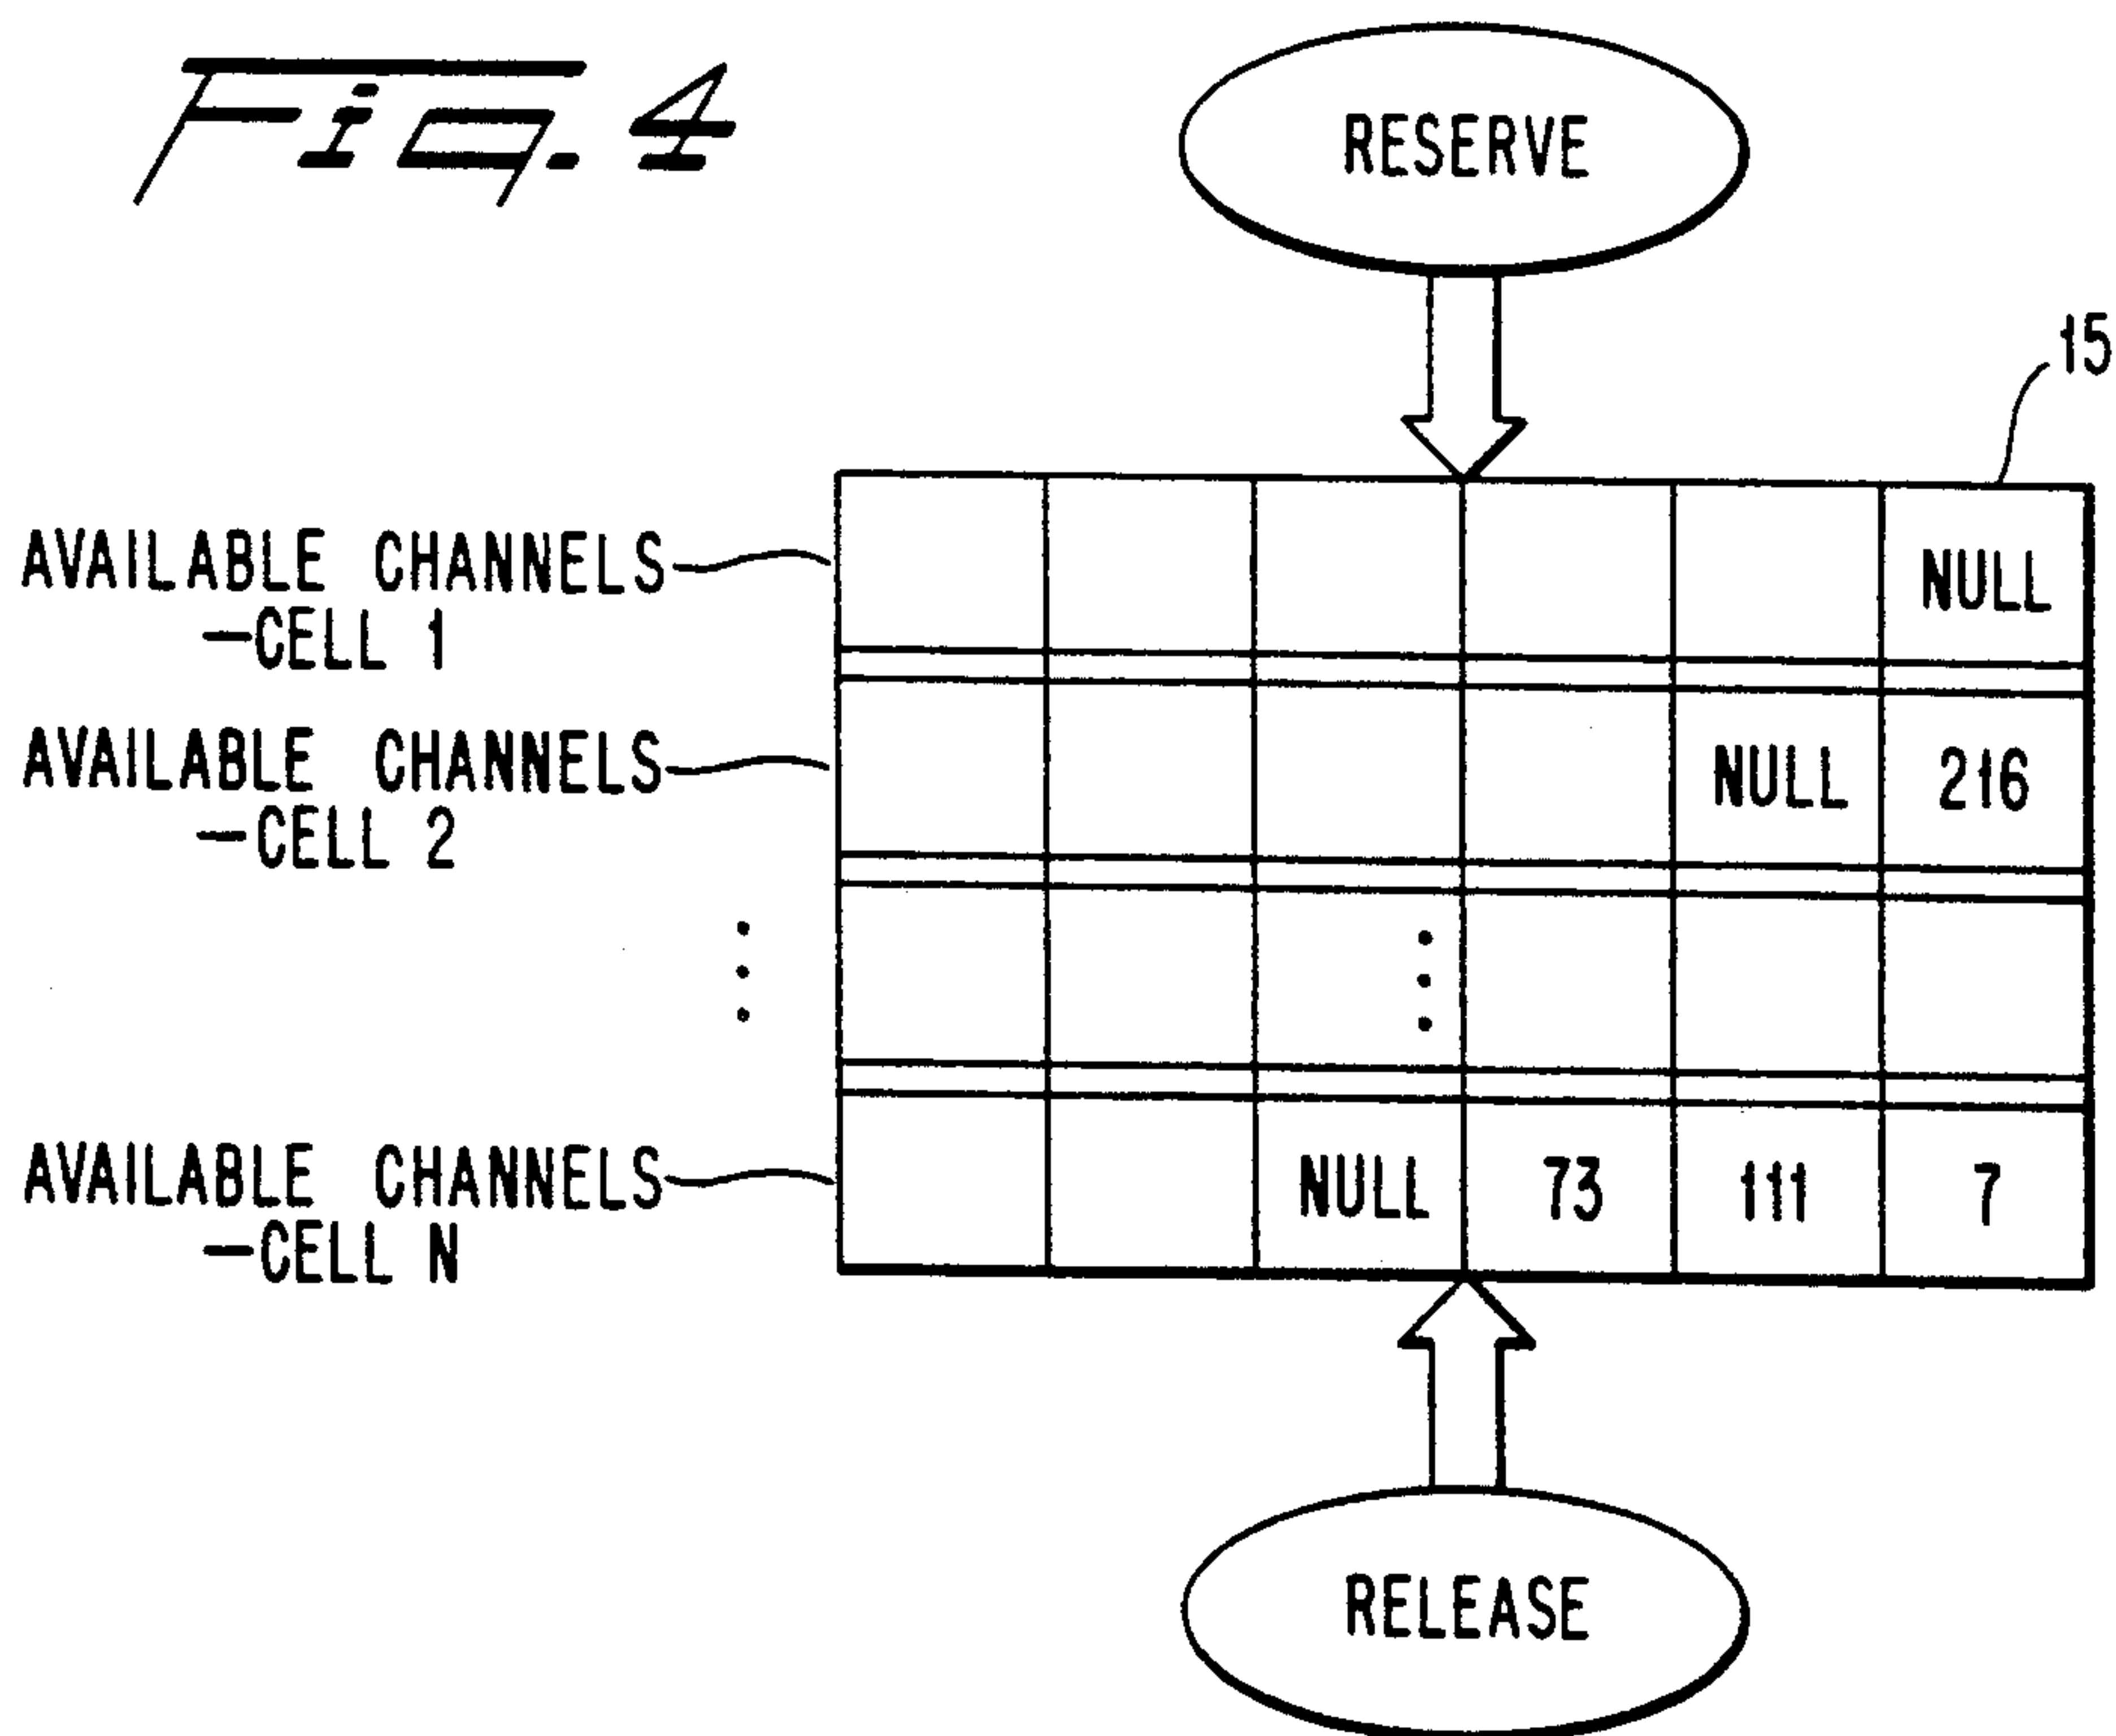 Fig. 4
RESERVE
15
AVAILABLE CHANNELS
-CELL 1
NULL
AVAILABLE CHANNELS
-CELL 2
NULL 216
AVAILABLE CHANNELS
-CELL N
NULL 73 111 7
RELEASE